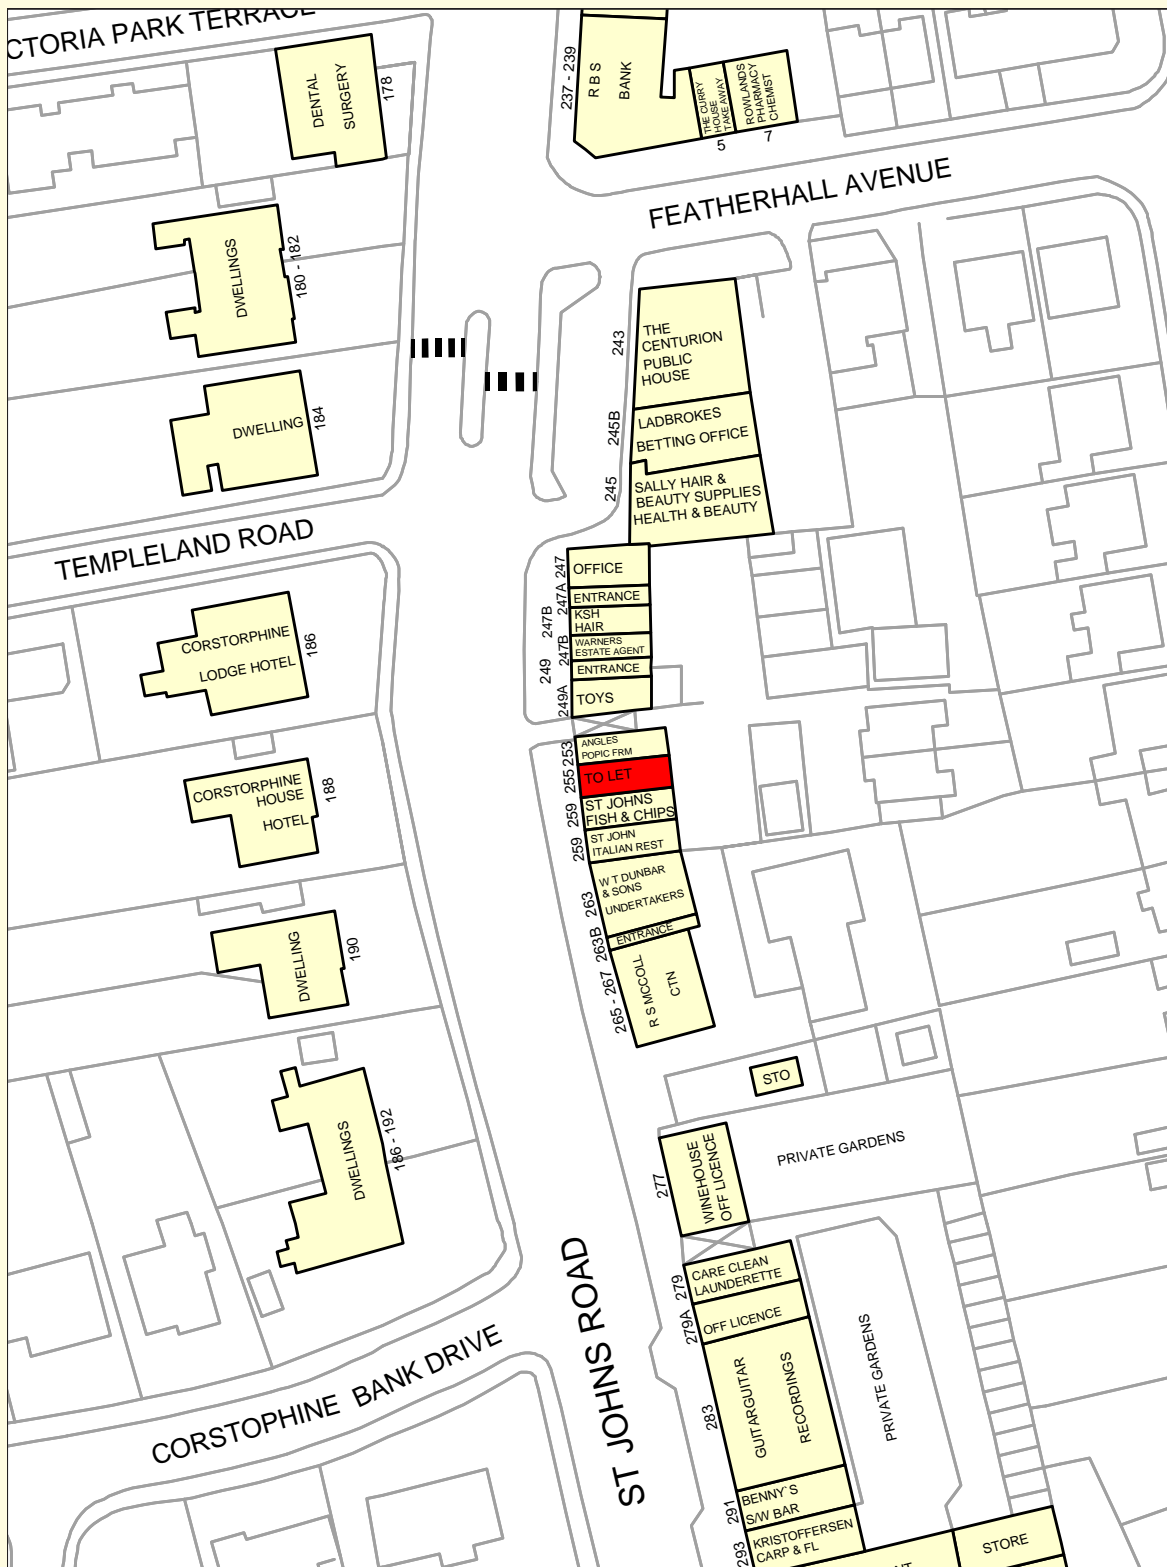 CTORIA PARK TERRACE
DENTAL
SURGERY
178
237 - 239
R B S
BANK
THE CURRY
HOUSE
TAKE AWAY
ROWLANDS
PHARMACY
CHEMIST
5
7
FEATHERHALL AVENUE
DWELLINGS
180 - 182
DWELLING
184
243
THE
CENTURION
PUBLIC
HOUSE
245B
LADBROKES
BETTING OFFICE
245
SALLY HAIR &
BEAUTY SUPPLIES
HEALTH & BEAUTY
TEMPLELAND ROAD
247
OFFICE
247A
ENTRANCE
247B
KSH
HAIR
247B
WARNERS
ESTATE AGENT
249
ENTRANCE
249A
TOYS
CORSTORPHINE
LODGE HOTEL
186
253
ANGLES
POPIC FRM
255
TO LET
259
ST JOHNS
FISH & CHIPS
259
ST JOHN
ITALIAN REST
CORSTORPHINE
HOUSE
HOTEL
188
263
W T DUNBAR
& SONS
UNDERTAKERS
263B
ENTRANCE
265 - 267
R S MCCOLL
CTN
DWELLING
190
STO
DWELLINGS
186 - 192
PRIVATE GARDENS
277
WINEHOUSE
OFF LICENCE
279
CARE CLEAN
LAUNDERETTE
279A
OFF LICENCE
283
GUITARGUITAR
RECORDINGS
PRIVATE GARDENS
ST JOHNS ROAD
CORSTOPHINE BANK DRIVE
291
BENNY`S
S/W BAR
293
KRISTOFFERSEN
CARP & FL
STORE